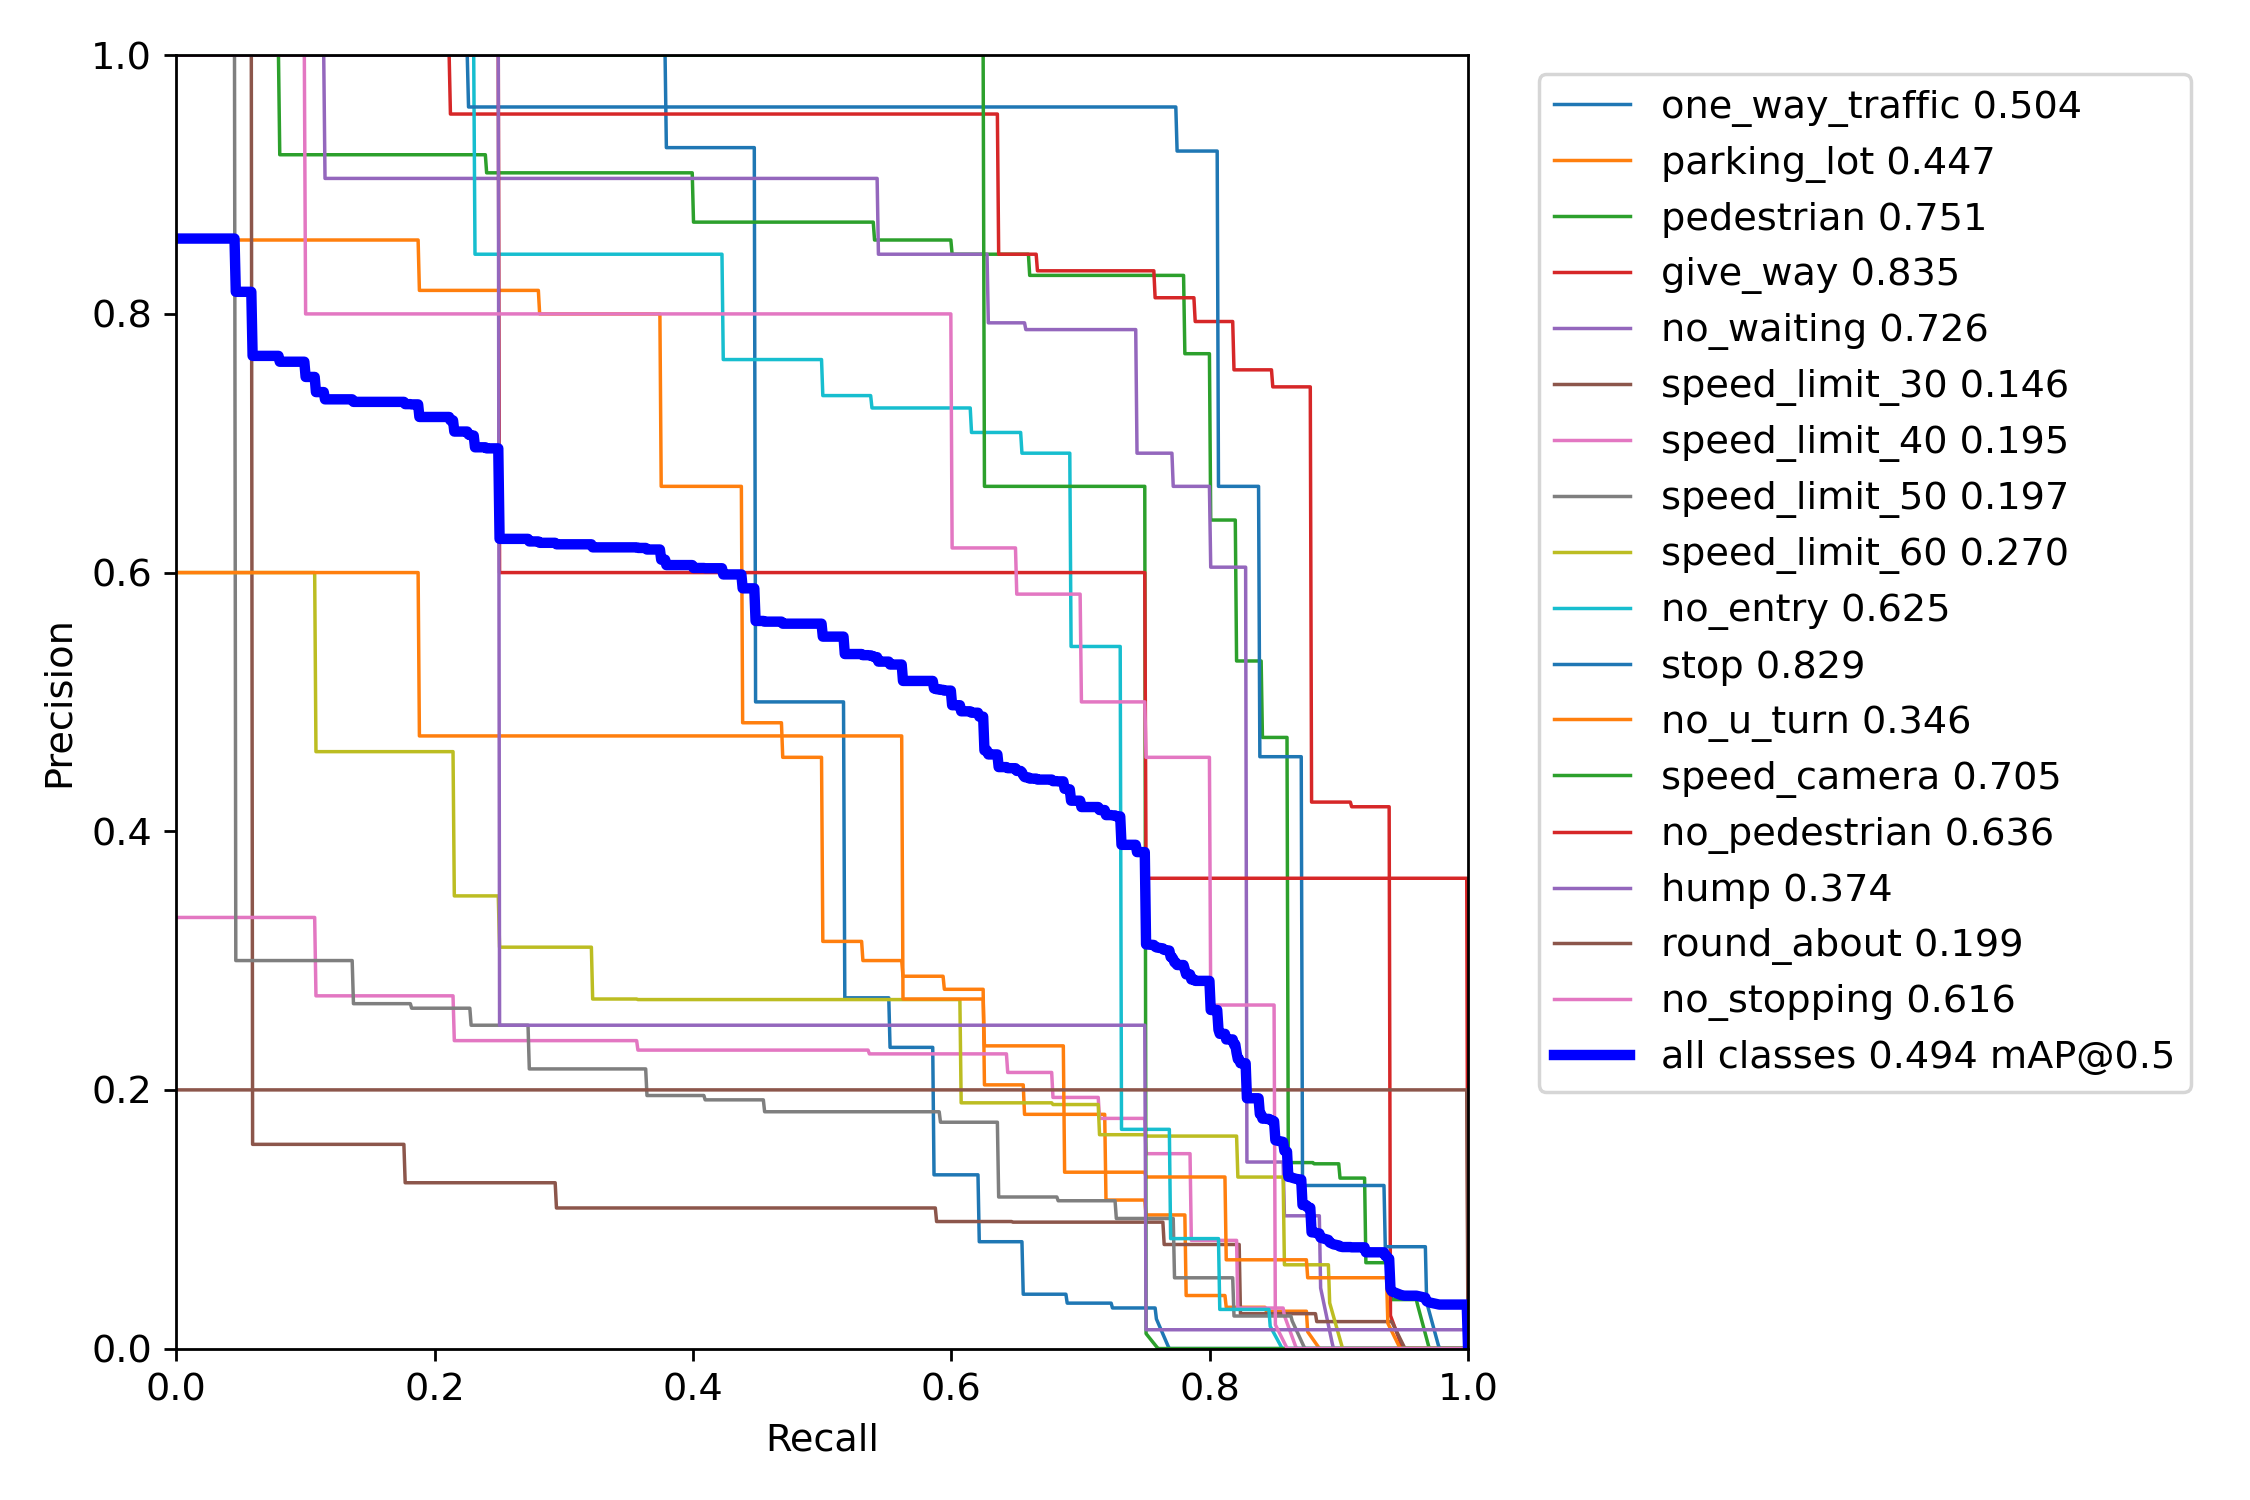 1.0
0.8
0.6
0.4
0.2
0.0
Precision
0.0 0.2 0.4 0.6 0.8 1.0
Recall
one_way_traffic 0.504
parking_lot 0.447
pedestrian 0.751
give_way 0.835
no_waiting 0.726
speed_limit_30 0.146
speed_limit_40 0.195
speed_limit_50 0.197
speed_limit_60 0.270
no_entry 0.625
stop 0.829
no_u_turn 0.346
speed_camera 0.705
no_pedestrian 0.636
hump 0.374
round_about 0.199
no_stopping 0.616
all classes 0.494 mAP@0.5